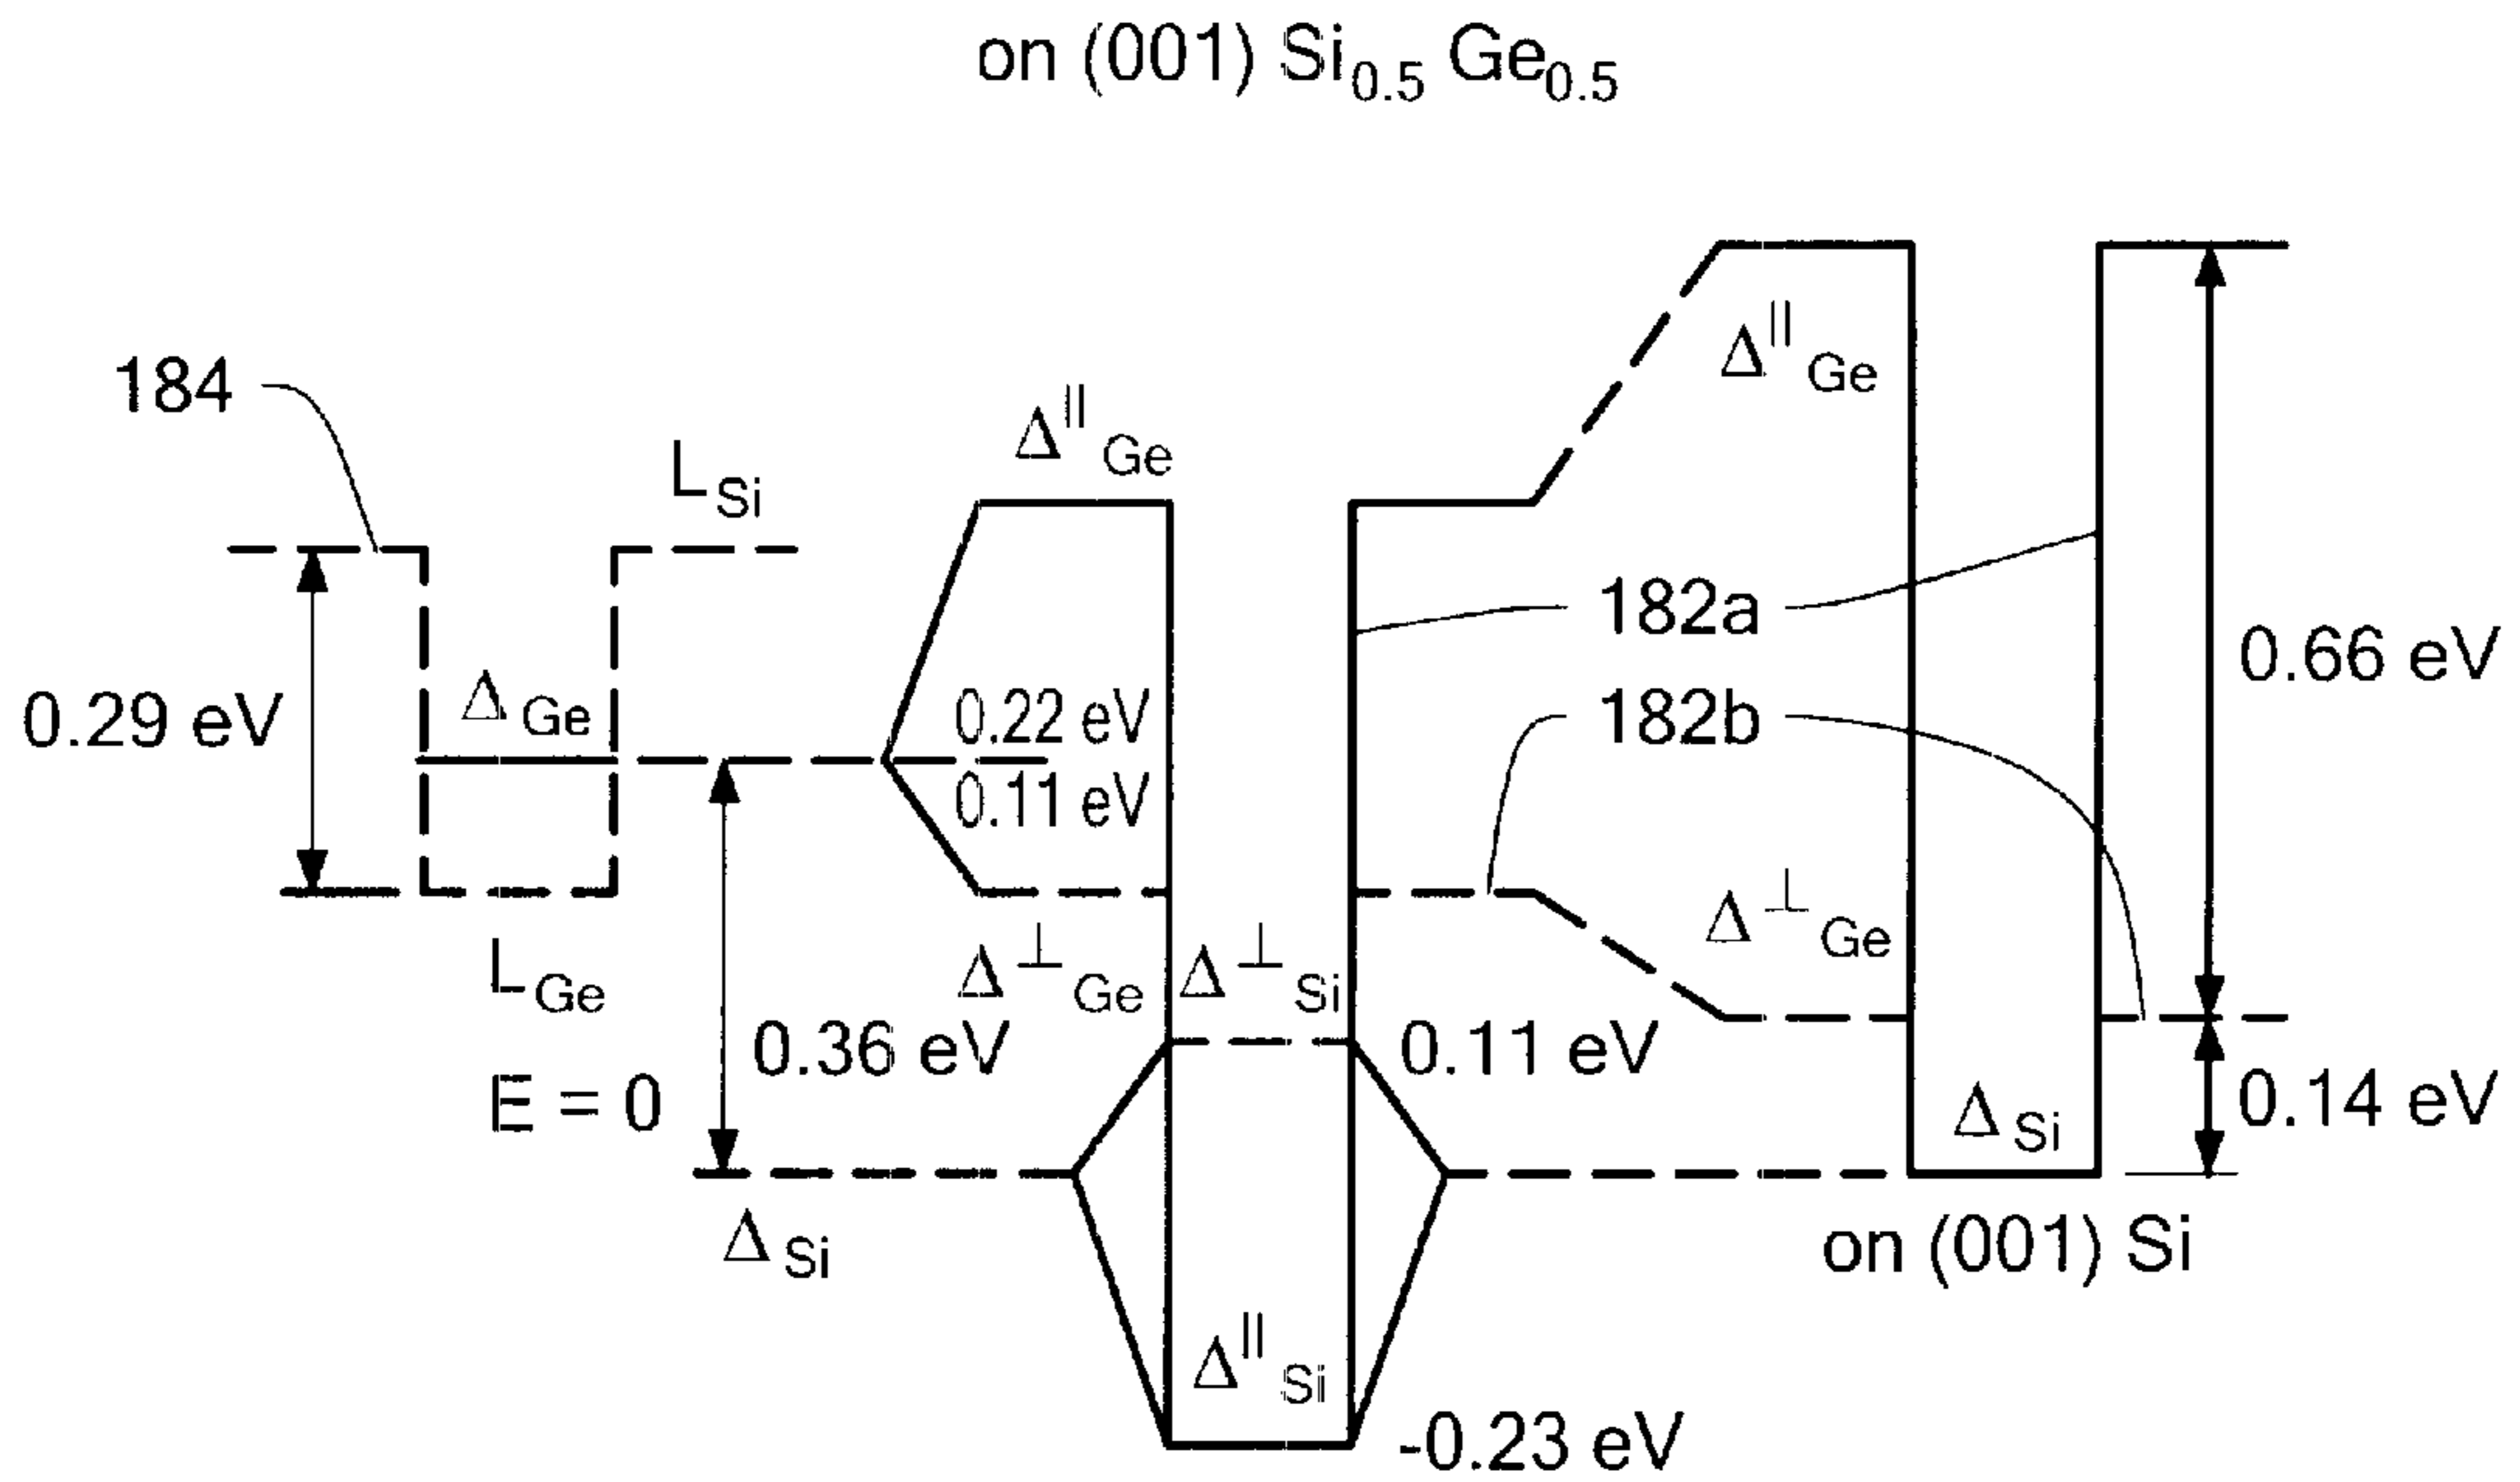 on (001) Si0.5 Ge0.5
184
LSi
Δ||Ge
Δ||Ge
182a
0.66 eV
0.29 eV
ΔGe
0.22 eV
182b
0.11 eV
Δ⊥Ge
LGe
Δ⊥Ge
Δ⊥Si
0.36 eV
0.11 eV
E = 0
ΔSi
0.14 eV
ΔSi
on (001) Si
Δ||Si
-0.23 eV